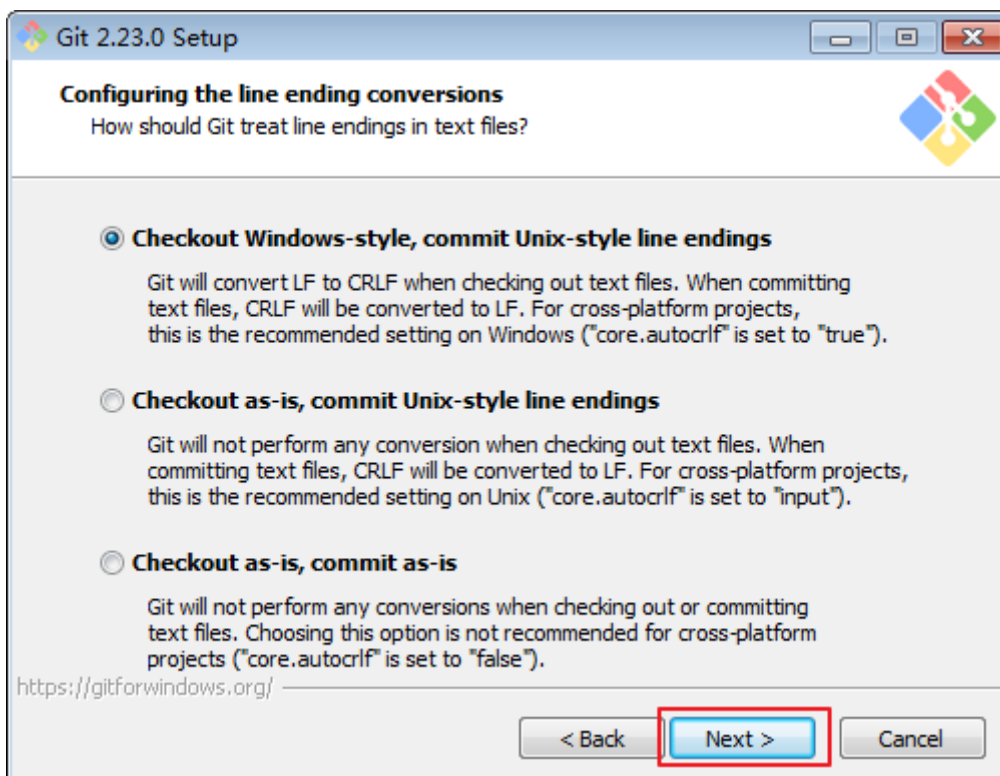 Git 2.23.0 Setup
Configuring the line ending conversions
How should Git treat line endings in text files?
Checkout Windows-style, commit Unix-style line endings
Git will convert LF to CRLF when checking out text files. When committing
text files, CRLF will be converted to LF. For cross-platform projects,
this is the recommended setting on Windows ("core.autocrlf" is set to "true").
Checkout as-is, commit Unix-style line endings
Git will not perform any conversion when checking out text files. When
committing text files, CRLF will be converted to LF. For cross-platform projects,
this is the recommended setting on Unix ("core.autocrlf" is set to "input").
Checkout as-is, commit as-is
Git will not perform any conversions when checking out or committing
text files. Choosing this option is not recommended for cross-platform
projects ("core.autocrlf" is set to "false").
https://gitforwindows.org/
< Back Next > Cancel